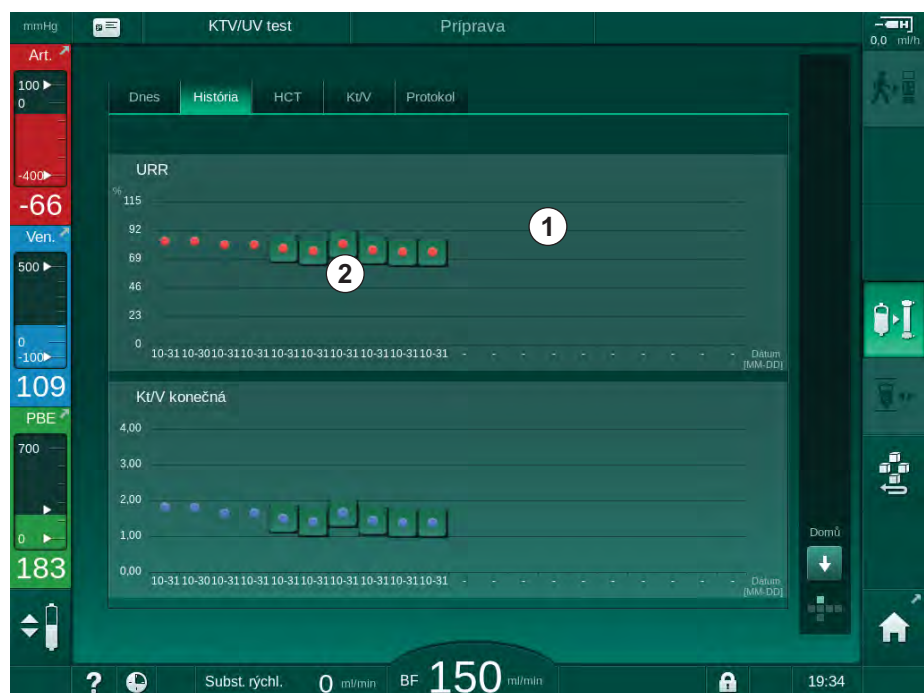 mmHg KTV/UV test Príprava
0,0 ml/h
Art.
100
0
-400
-66
Ven.
500
0
-100
109
PBE
700
0
183
Dnes História HCT Kt/V Protokol
URR
%
115
92
69
46
23
0
10-31 10-30 10-31 10-31 10-31 10-31 10-31 10-31 10-31 10-31 - - - - - - - - - - Dátum
[MM-DD]
1
2
Kt/V konečná
4,00
3,00
2,00
1,00
0,00
10-31 10-30 10-31 10-31 10-31 10-31 10-31 10-31 10-31 10-31 - - - - - - - - - - Dátum
[MM-DD]
Domů
? Subst. rýchl. 0 ml/min BF 150 ml/min 19:34